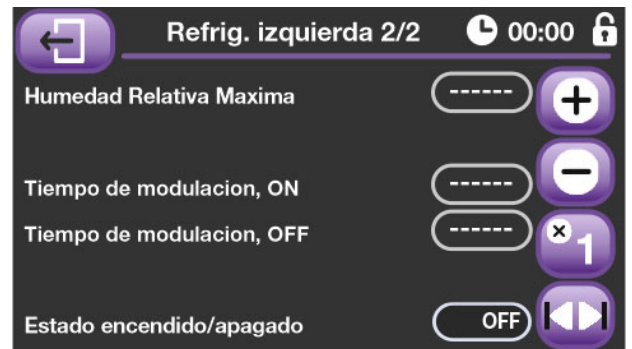 Refrig. izquierda 2/2 00:00
Humedad Relativa Maxima ------
+
-
Tiempo de modulacion, ON ------
Tiempo de modulacion, OFF ------
×1
Estado encendido/apagado OFF